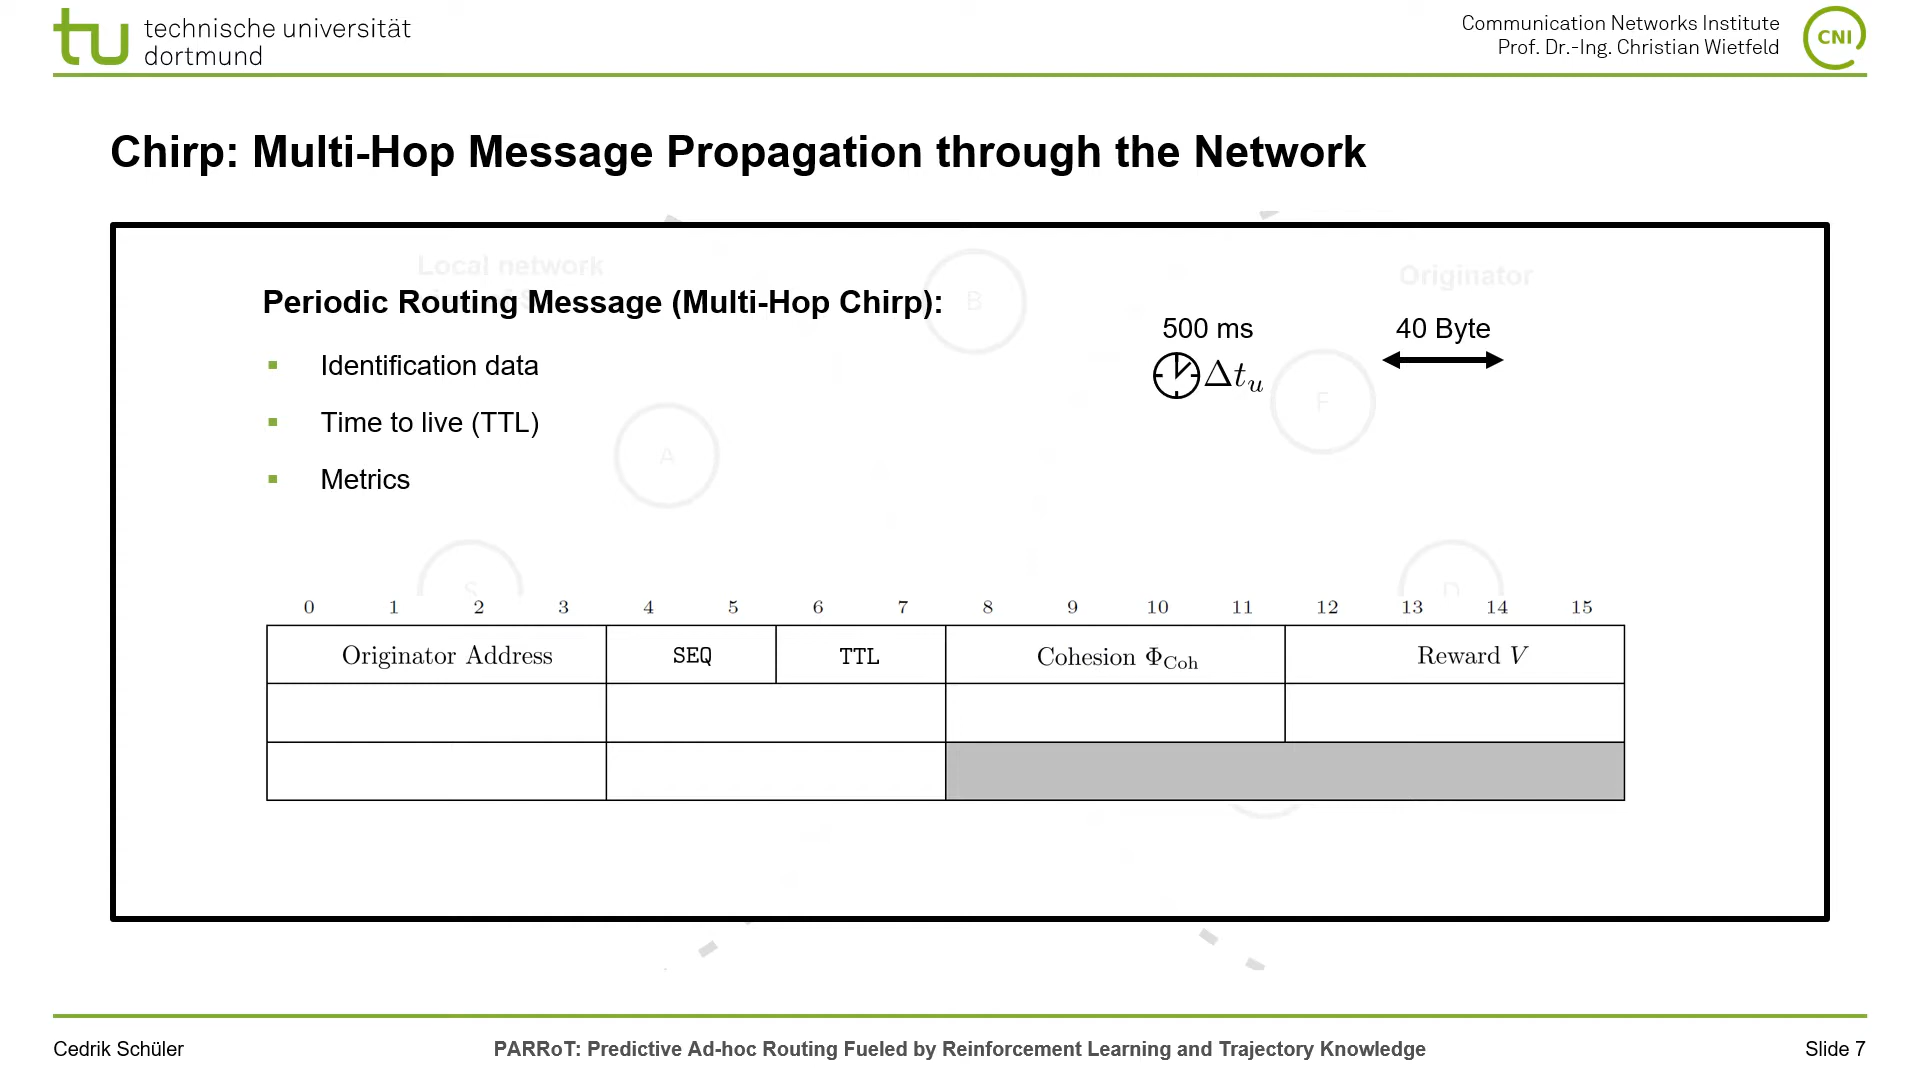 technische universität
dortmund
Communication Networks Institute
Prof. Dr.-Ing. Christian Wietfeld
CNI
Chirp: Multi-Hop Message Propagation through the Network
Local network
Originator
B
Periodic Routing Message (Multi-Hop Chirp):
500 ms
40 Byte
Δt_u
Identification data
F
Time to live (TTL)
A
Metrics
S
D
0 1 2 3 4 5 6 7 8 9 10 11 12 13 14 15
Originator Address SEQ TTL Cohesion Φ_Coh Reward V
Cedrik Schüler
PARRoT: Predictive Ad-hoc Routing Fueled by Reinforcement Learning and Trajectory Knowledge
Slide 7